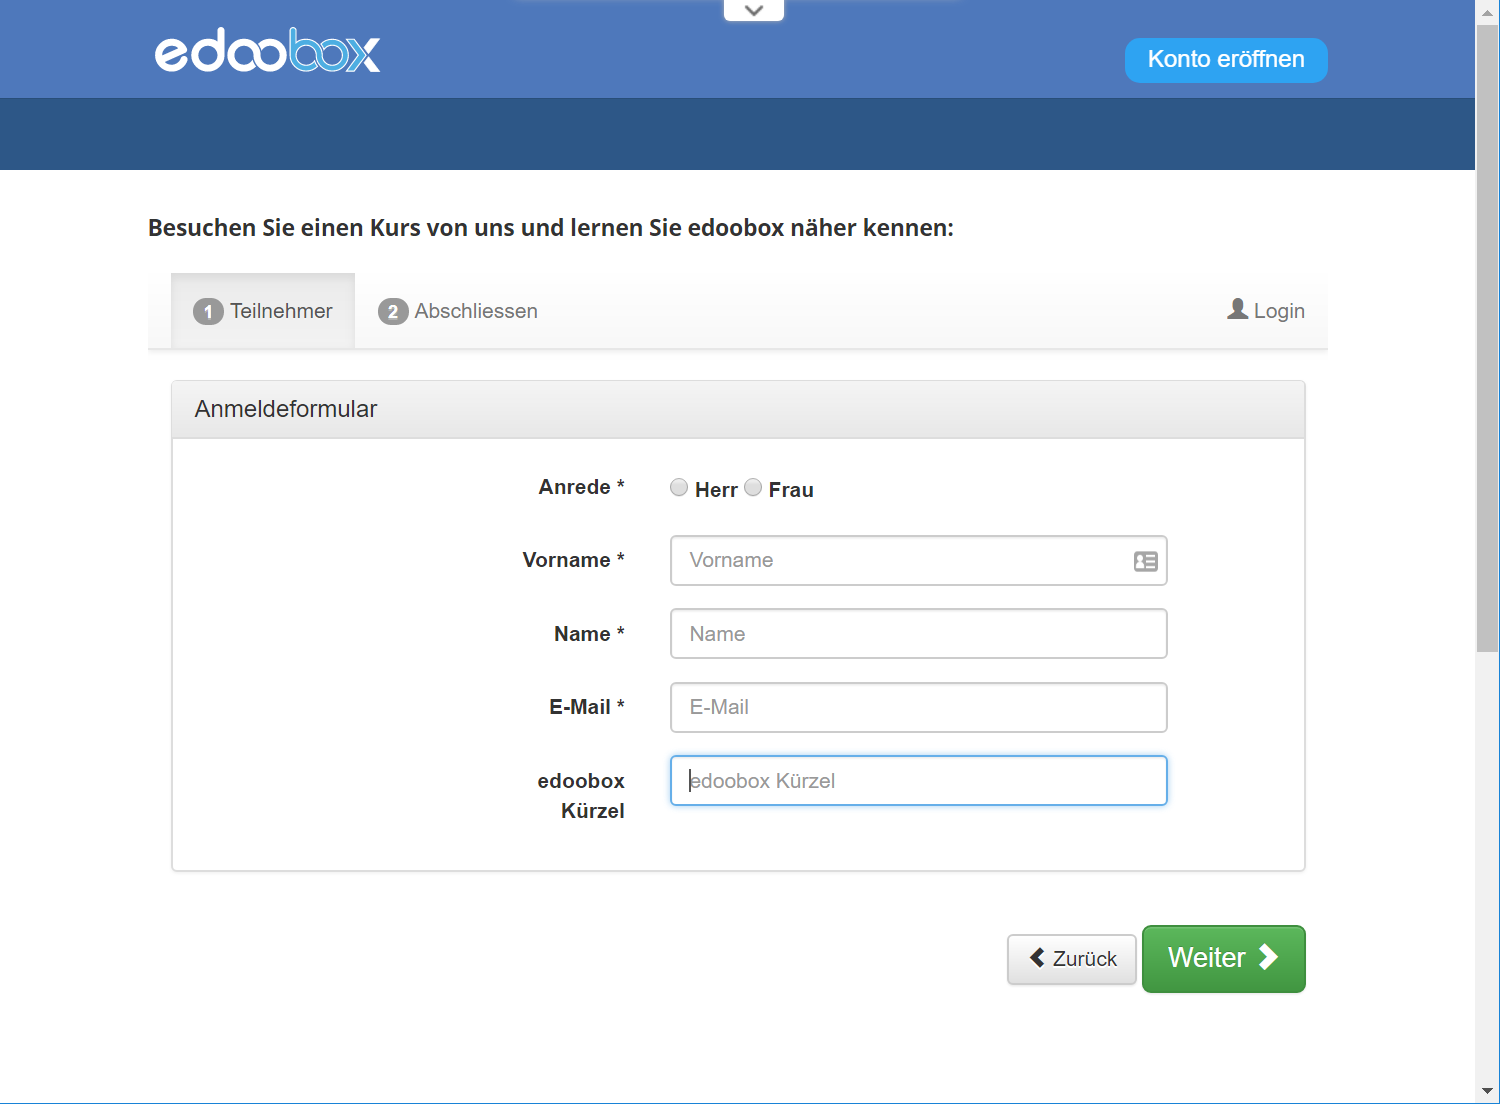 edoobox
Konto eröffnen
Besuchen Sie einen Kurs von uns und lernen Sie edoobox näher kennen:
1 Teilnehmer 2 Abschliessen Login
Anmeldeformular
Anrede * Herr Frau
Vorname * Vorname
Name * Name
E-Mail * E-Mail
edoobox edoobox Kürzel
Kürzel
Zurück Weiter